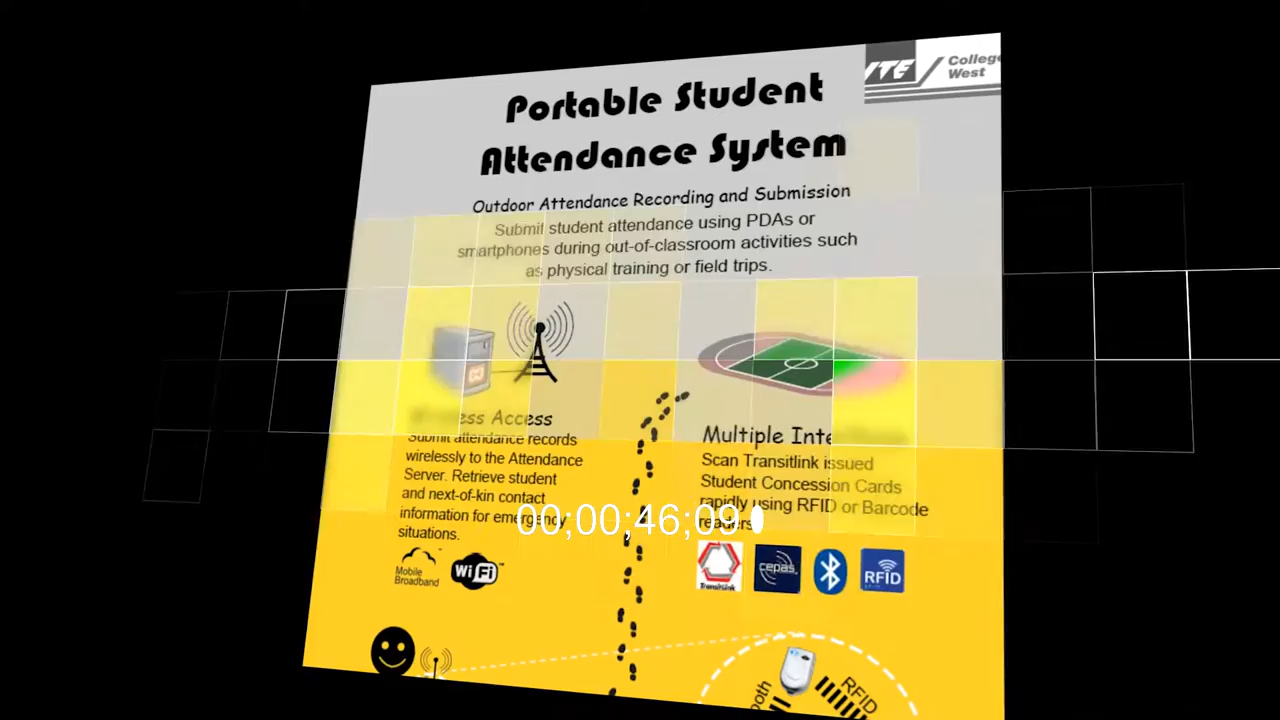 ITE College
West
Portable Student
Attendance System
Outdoor Attendance Recording and Submission
Submit student attendance using PDAs or
smartphones during out-of-classroom activities such
as physical training or field trips.
Access
Submit attendance records
wirelessly to the Attendance
Server. Retrieve student
and next-of-kin contact
information for emergency
situations.
Mobile
Broadband
Wi Fi
Multiple
Scan Transitlink issued
Student Concession Cards
rapidly using RFID or Barcode
readers
00;00;46;09
TransitLink
cepas
RFID
RFID